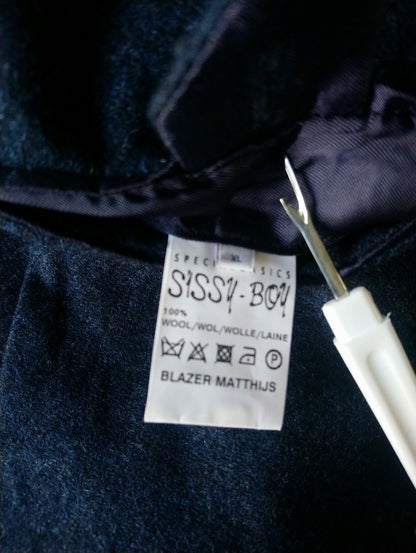 XL
SISSY-BOY
100%
WOOL/WOL/WOLLE/LAINE
P
BLAZER MATTHIJS